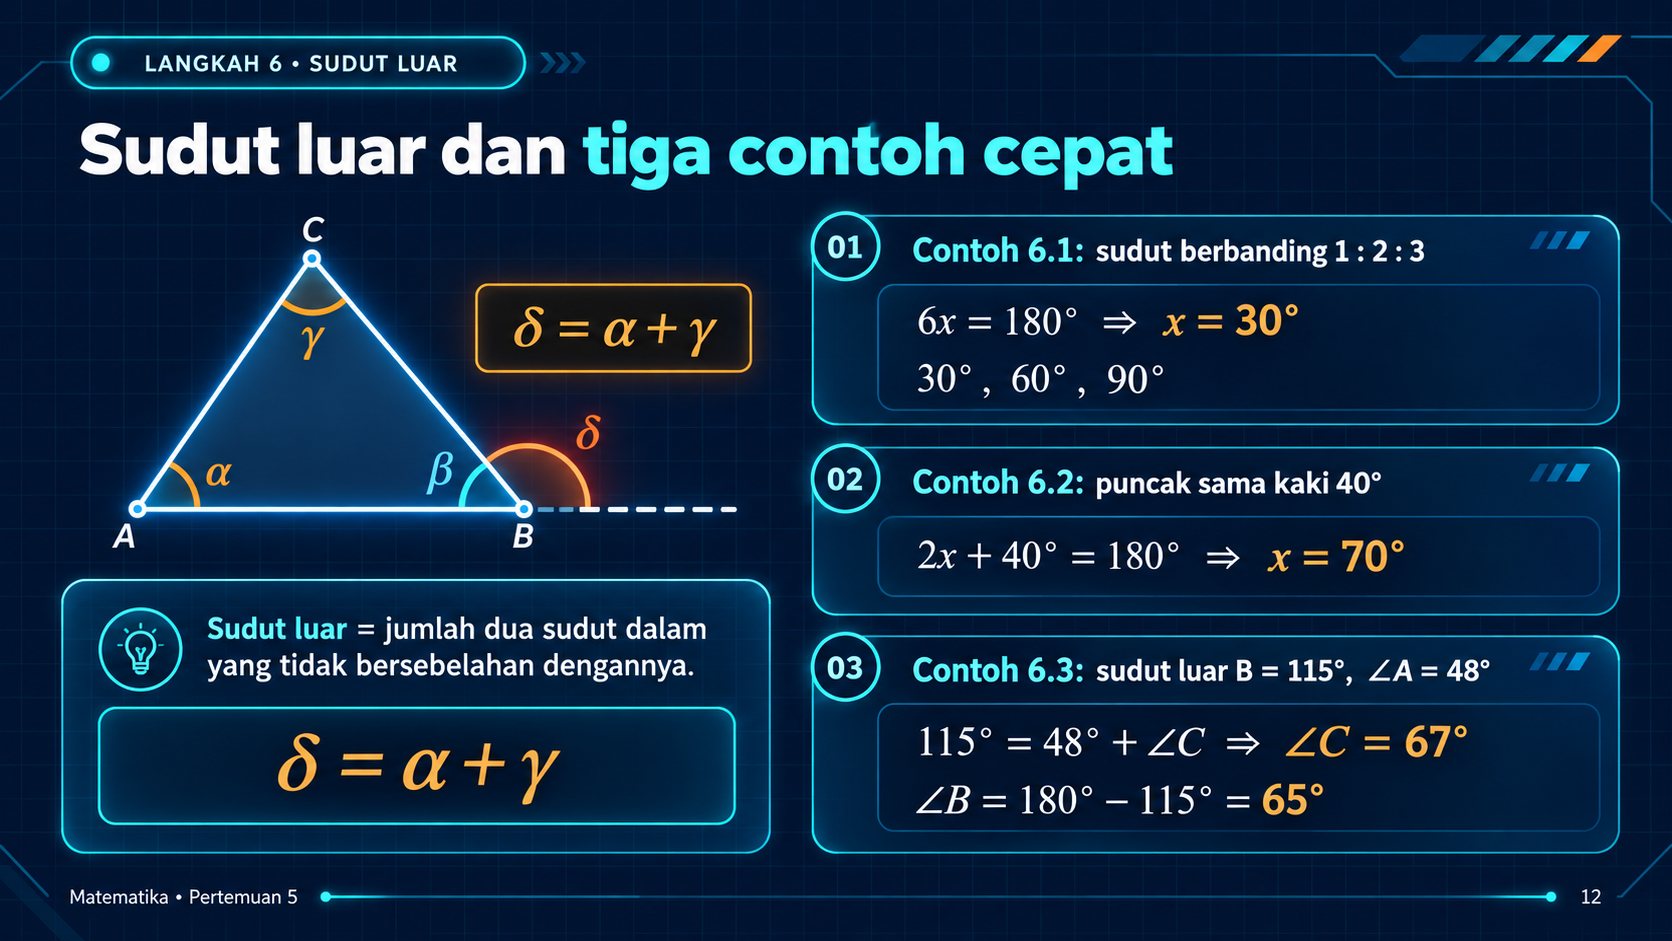 LANGKAH 6 • SUDUT LUAR
Sudut luar dan tiga contoh cepat
C
γ
δ = α + γ
δ
α
β
A
B
Sudut luar = jumlah dua sudut dalam
yang tidak bersebelahan dengannya.
δ = α + γ
01
Contoh 6.1: sudut berbanding 1 : 2 : 3
6x = 180° ⇒ x = 30°
30° , 60° , 90°
02
Contoh 6.2: puncak sama kaki 40°
2x + 40° = 180° ⇒ x = 70°
03
Contoh 6.3: sudut luar B = 115°, ∠A = 48°
115° = 48° + ∠C ⇒ ∠C = 67°
∠B = 180° − 115° = 65°
Matematika • Pertemuan 5
12